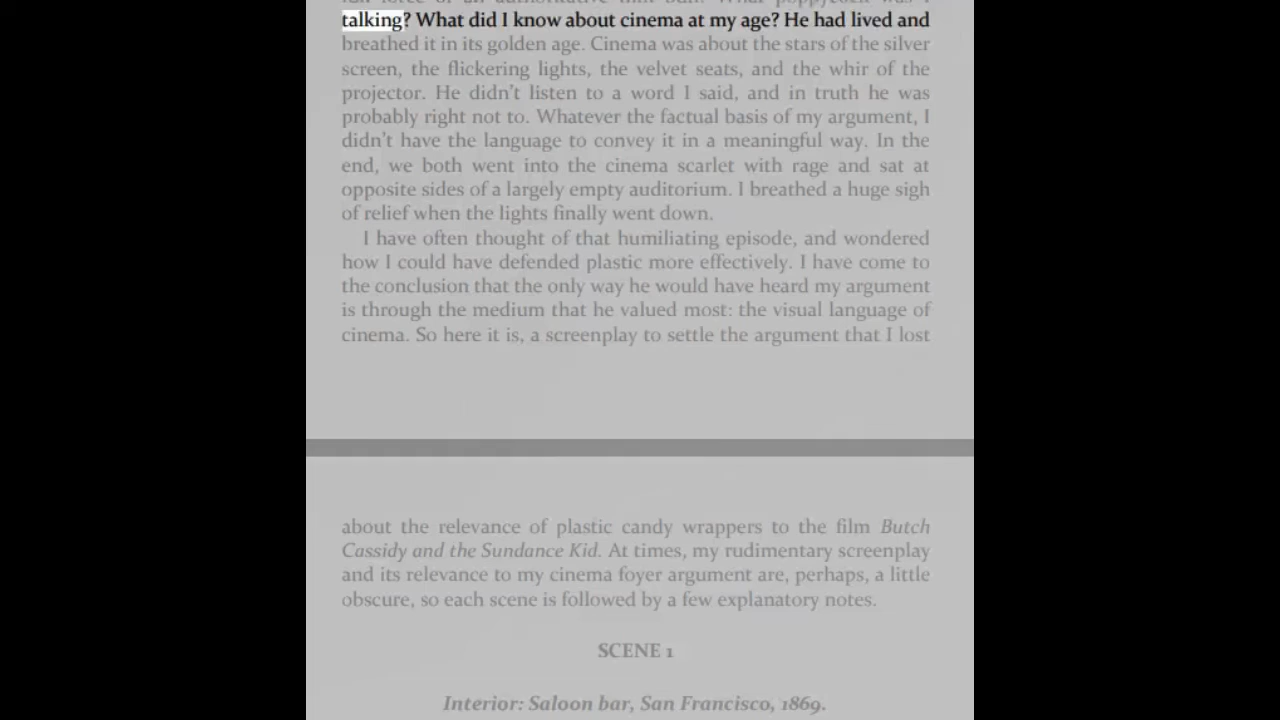 talking? What did I know about cinema at my age? He had lived and
breathed it in its golden age. Cinema was about the stars of the silver
screen, the flickering lights, the velvet seats, and the whir of the
projector. He didn’t listen to a word I said, and in truth he was
probably right not to. Whatever the factual basis of my argument, I
didn’t have the language to convey it in a meaningful way. In the
end, we both went into the cinema scarlet with rage and sat at
opposite sides of a largely empty auditorium. I breathed a huge sigh
of relief when the lights finally went down.
I have often thought of that humiliating episode, and wondered
how I could have defended plastic more effectively. I have come to
the conclusion that the only way he would have heard my argument
is through the medium that he valued most: the visual language of
cinema. So here it is, a screenplay to settle the argument that I lost
about the relevance of plastic candy wrappers to the film Butch
Cassidy and the Sundance Kid. At times, my rudimentary screenplay
and its relevance to my cinema foyer argument are, perhaps, a little
obscure, so each scene is followed by a few explanatory notes.
SCENE 1
Interior: Saloon bar, San Francisco, 1869.